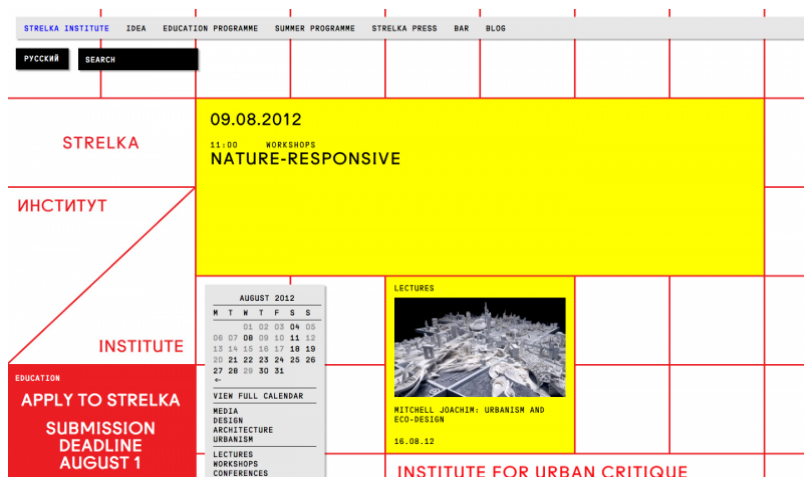 STRELKA INSTITUTE IDEA EDUCATION PROGRAMME SUMMER PROGRAMME STRELKA PRESS BAR BLOG
РУССКИЙ SEARCH
STRELKA
ИНСТИТУТ
INSTITUTE
09.08.2012
11:00 WORKSHOPS
NATURE-RESPONSIVE
EDUCATION
APPLY TO STRELKA
SUBMISSION
DEADLINE
AUGUST 1
AUGUST 2012
M T W T F S S
01 02 03 04 05
06 07 08 09 10 11 12
13 14 15 16 17 18 19
20 21 22 23 24 25 26
27 28 29 30 31
←
VIEW FULL CALENDAR
MEDIA
DESIGN
ARCHITECTURE
URBANISM
LECTURES
WORKSHOPS
CONFERENCES
LECTURES
MITCHELL JOACHIM: URBANISM AND
ECO-DESIGN
16.08.12
INSTITUTE FOR URBAN CRITIQUE